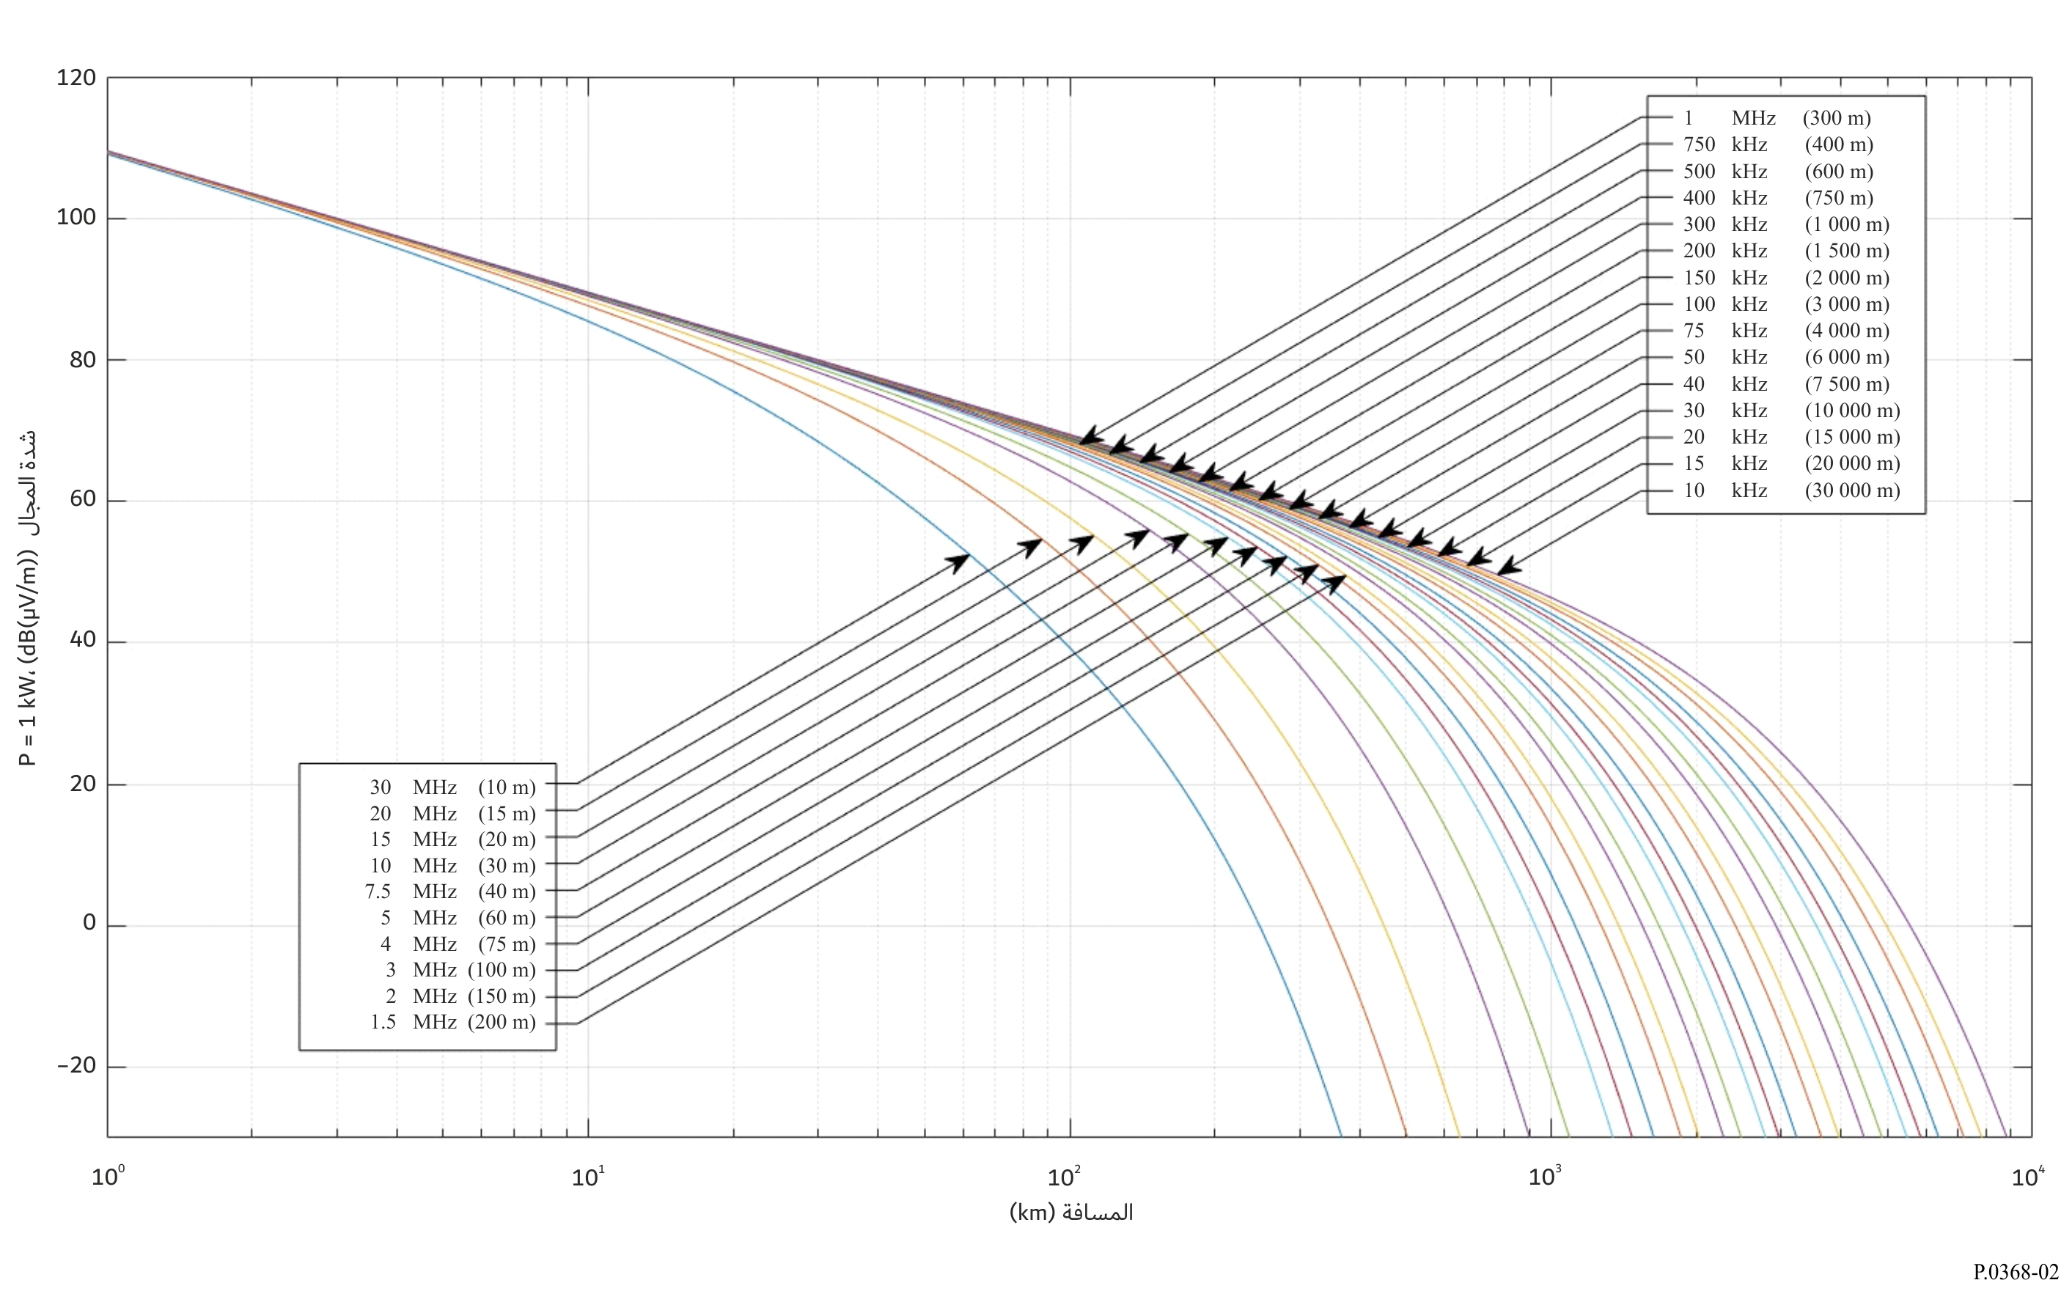 120
100
80
60
40
20
0
−20
شدة المجال (dB(µV/m)) ،P = 1 kW
1 MHz (300 m)
750 kHz (400 m)
500 kHz (600 m)
400 kHz (750 m)
300 kHz (1 000 m)
200 kHz (1 500 m)
150 kHz (2 000 m)
100 kHz (3 000 m)
75 kHz (4 000 m)
50 kHz (6 000 m)
40 kHz (7 500 m)
30 kHz (10 000 m)
20 kHz (15 000 m)
15 kHz (20 000 m)
10 kHz (30 000 m)
30 MHz (10 m)
20 MHz (15 m)
15 MHz (20 m)
10 MHz (30 m)
7.5 MHz (40 m)
5 MHz (60 m)
4 MHz (75 m)
3 MHz (100 m)
2 MHz (150 m)
1.5 MHz (200 m)
10⁰ 10¹ 10² 10³ 10⁴
المسافة (km)
P.0368-02